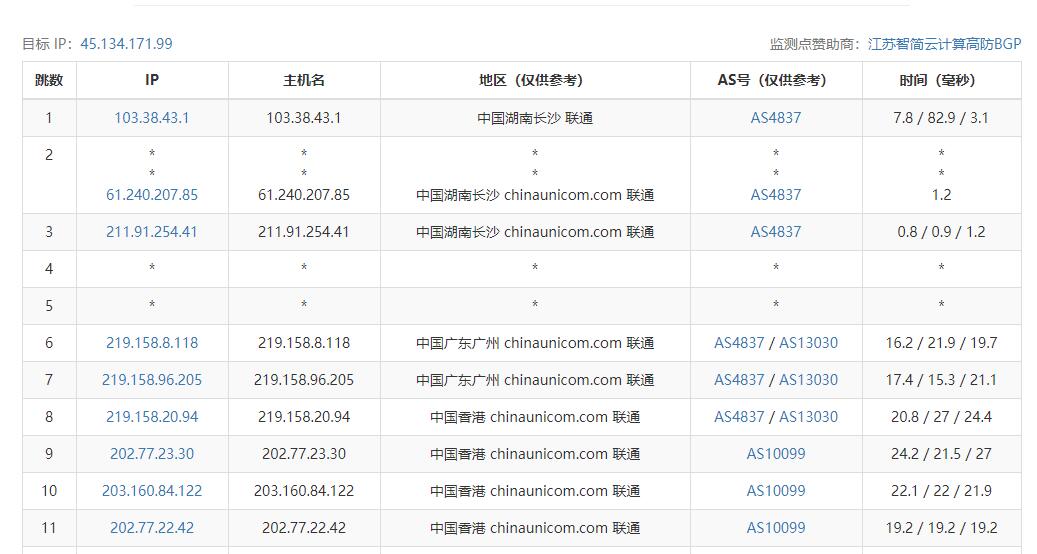 目标 IP：45.134.171.99 监测点赞助商：江苏智简云计算高防BGP
跳数 IP 主机名 地区（仅供参考） AS号（仅供参考） 时间（毫秒）
1 103.38.43.1 103.38.43.1 中国湖南长沙 联通 AS4837 7.8 / 82.9 / 3.1
2 * * * * *
* * * * *
61.240.207.85 61.240.207.85 中国湖南长沙 chinaunicom.com 联通 AS4837 1.2
3 211.91.254.41 211.91.254.41 中国湖南长沙 chinaunicom.com 联通 AS4837 0.8 / 0.9 / 1.2
4 * * * * *
5 * * * * *
6 219.158.8.118 219.158.8.118 中国广东广州 chinaunicom.com 联通 AS4837 / AS13030 16.2 / 21.9 / 19.7
7 219.158.96.205 219.158.96.205 中国广东广州 chinaunicom.com 联通 AS4837 / AS13030 17.4 / 15.3 / 21.1
8 219.158.20.94 219.158.20.94 中国香港 chinaunicom.com 联通 AS4837 / AS13030 20.8 / 27 / 24.4
9 202.77.23.30 202.77.23.30 中国香港 chinaunicom.com 联通 AS10099 24.2 / 21.5 / 27
10 203.160.84.122 203.160.84.122 中国香港 chinaunicom.com 联通 AS10099 22.1 / 22 / 21.9
11 202.77.22.42 202.77.22.42 中国香港 chinaunicom.com 联通 AS10099 19.2 / 19.2 / 19.2